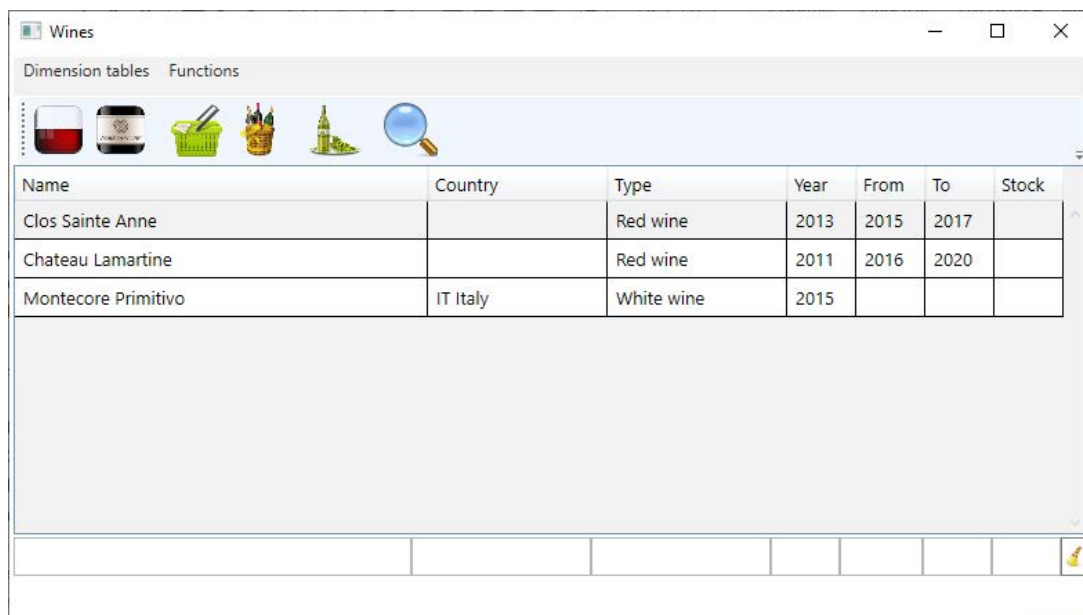 Wines
Dimension tables Functions
Name Country Type Year From To Stock
Clos Sainte Anne Red wine 2013 2015 2017
Chateau Lamartine Red wine 2011 2016 2020
Montecore Primitivo IT Italy White wine 2015